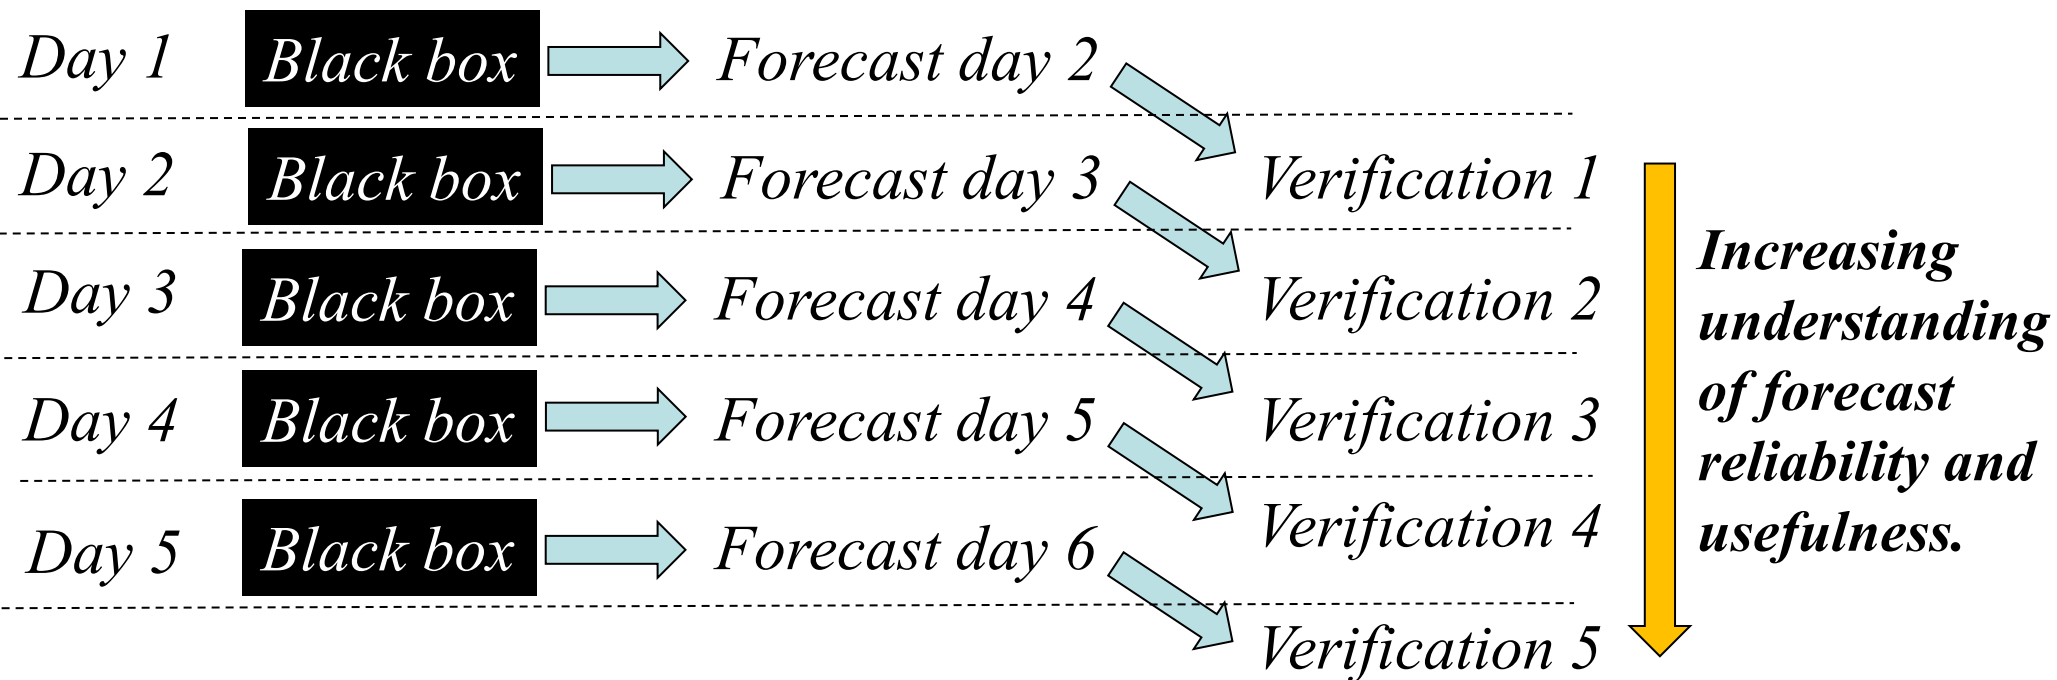 Day 1 Black box Forecast day 2
Day 2 Black box Forecast day 3 Verification 1
Day 3 Black box Forecast day 4 Verification 2
Day 4 Black box Forecast day 5 Verification 3
Day 5 Black box Forecast day 6 Verification 4
Verification 5
Increasing
understanding
of forecast
reliability and
usefulness.